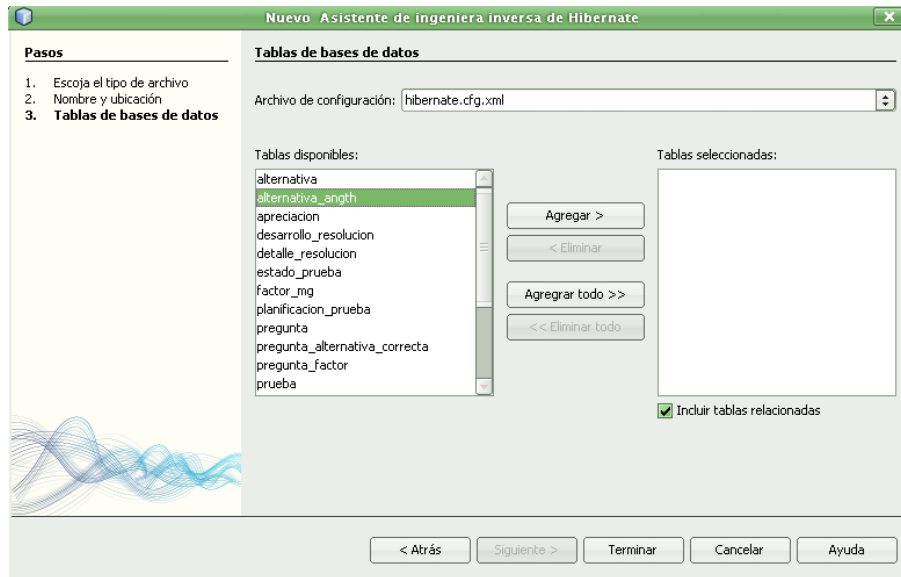 Nuevo Asistente de ingeniera inversa de Hibernate
Pasos
1. Escoja el tipo de archivo
2. Nombre y ubicación
3. Tablas de bases de datos
Tablas de bases de datos
Archivo de configuración: hibernate.cfg.xml
Tablas disponibles:
alternativa
alternativa_angth
apreciacion
desarrollo_resolucion
detalle_resolucion
estado_prueba
factor_mg
planificacion_prueba
pregunta
pregunta_alternativa_correcta
pregunta_factor
prueba
Agregar >
< Eliminar
Agregrar todo >>
<< Eliminar todo
Tablas seleccionadas:
Incluir tablas relacionadas
< Atrás
Siguiente >
Terminar
Cancelar
Ayuda